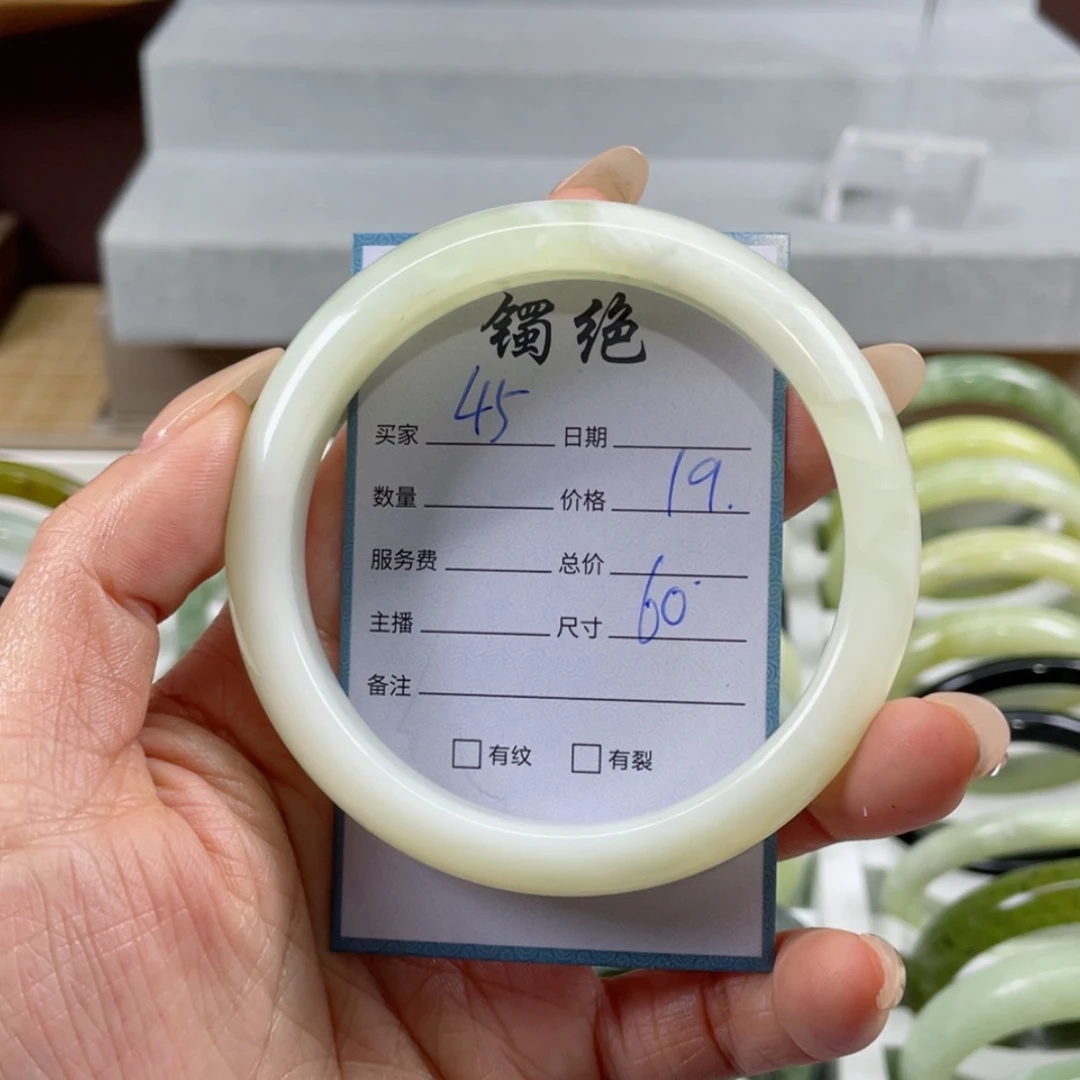 镯绝
买家 45 日期
数量 价格 19.
服务费 总价
主播 尺寸 60
备注
□有纹 □有裂